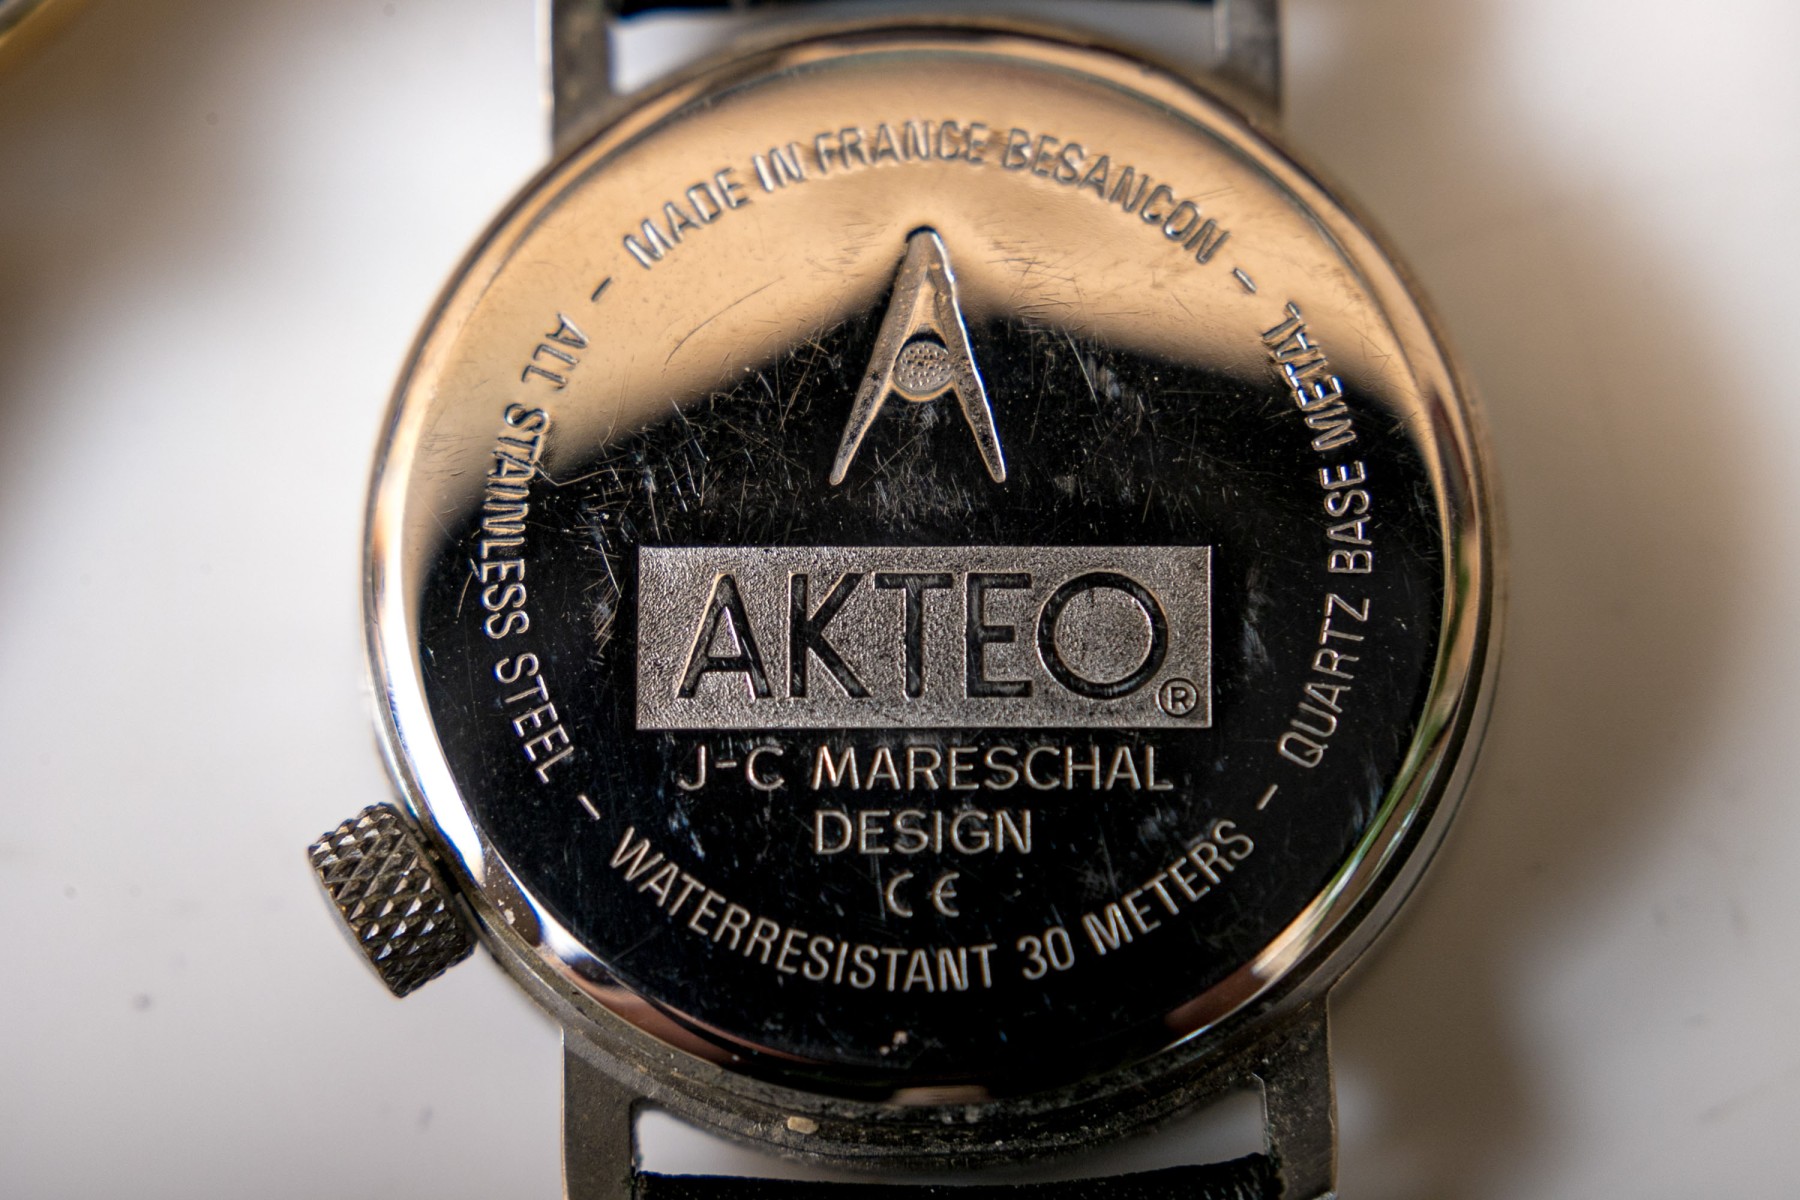 - MADE IN FRANCE BESANCON -
QUARTZ BASE METAL -
WATERRESISTANT 30 METERS -
ALL STAINLESS STEEL
AKTEO®
J-C MARESCHAL
DESIGN
CE